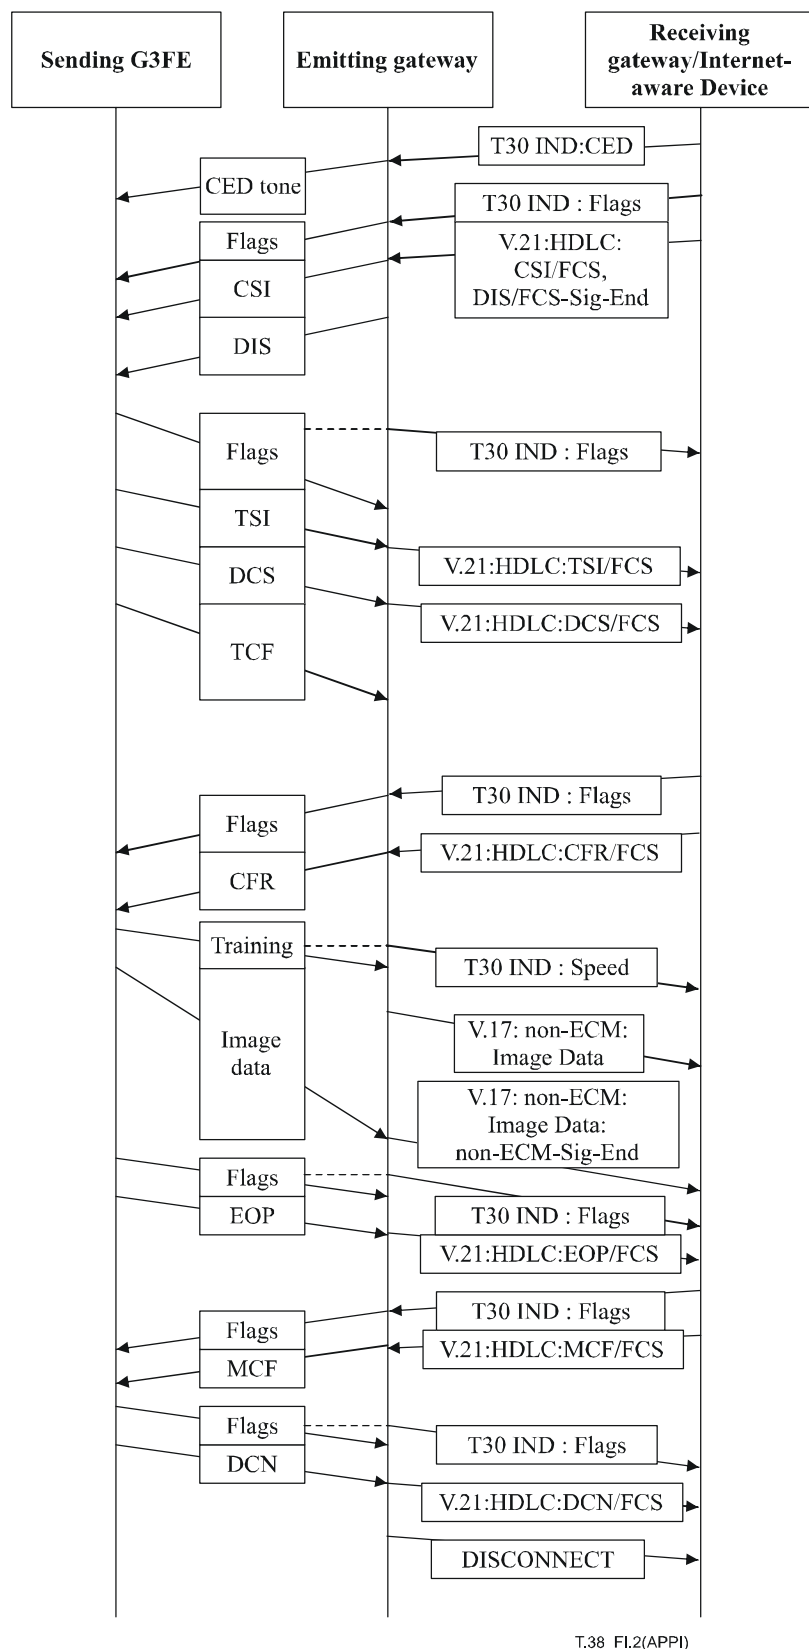 Sending G3FE
Emitting gateway
Receiving
gateway/Internet-
aware Device
T30 IND:CED
CED tone
T30 IND : Flags
Flags
V.21:HDLC:
CSI/FCS,
DIS/FCS-Sig-End
CSI
DIS
Flags
T30 IND : Flags
TSI
V.21:HDLC:TSI/FCS
DCS
V.21:HDLC:DCS/FCS
TCF
T30 IND : Flags
Flags
V.21:HDLC:CFR/FCS
CFR
Training
T30 IND : Speed
Image
data
V.17: non-ECM:
Image Data
V.17: non-ECM:
Image Data:
non-ECM-Sig-End
Flags
T30 IND : Flags
EOP
V.21:HDLC:EOP/FCS
T30 IND : Flags
Flags
V.21:HDLC:MCF/FCS
MCF
Flags
T30 IND : Flags
DCN
V.21:HDLC:DCN/FCS
DISCONNECT
T.38_FI.2(APPI)